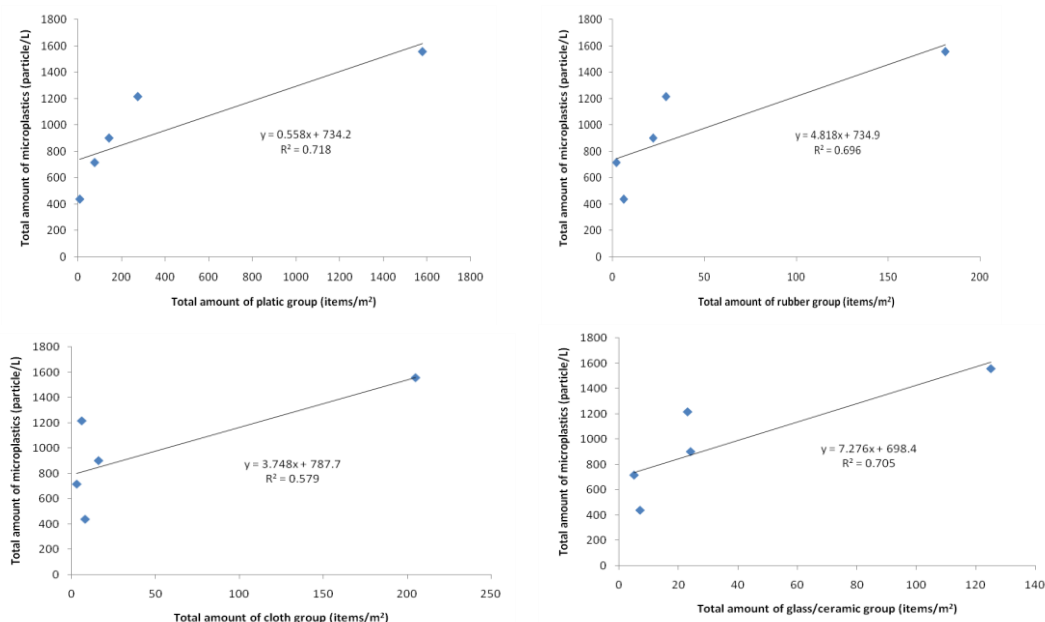 Total amount of microplastics (particle/L)
1800
1600
1400
1200
1000
800
600
400
200
0
y = 0.558x + 734.2
R² = 0.718
0 200 400 600 800 1000 1200 1400 1600 1800
Total amount of platic group (items/m²)
Total amount of microplastics (particle/L)
1800
1600
1400
1200
1000
800
600
400
200
0
y = 4.818x + 734.9
R² = 0.696
0 50 100 150 200
Total amount of rubber group (items/m²)
Total amount of microplastics (particle/L)
1800
1600
1400
1200
1000
800
600
400
200
0
y = 3.748x + 787.7
R² = 0.579
0 50 100 150 200 250
Total amount of cloth group (items/m²)
Total amount of microplastics (particle/L)
1800
1600
1400
1200
1000
800
600
400
200
0
y = 7.276x + 698.4
R² = 0.705
0 20 40 60 80 100 120 140
Total amount of glass/ceramic group (items/m²)